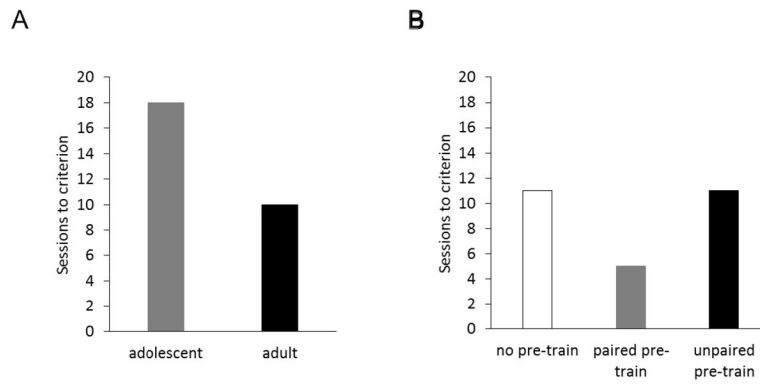 A
Sessions to criterion
20
18
16
14
12
10
8
6
4
2
0
adolescent
adult
B
Sessions to criterion
20
18
16
14
12
10
8
6
4
2
0
no pre-train
paired pre-
train
unpaired
pre-train